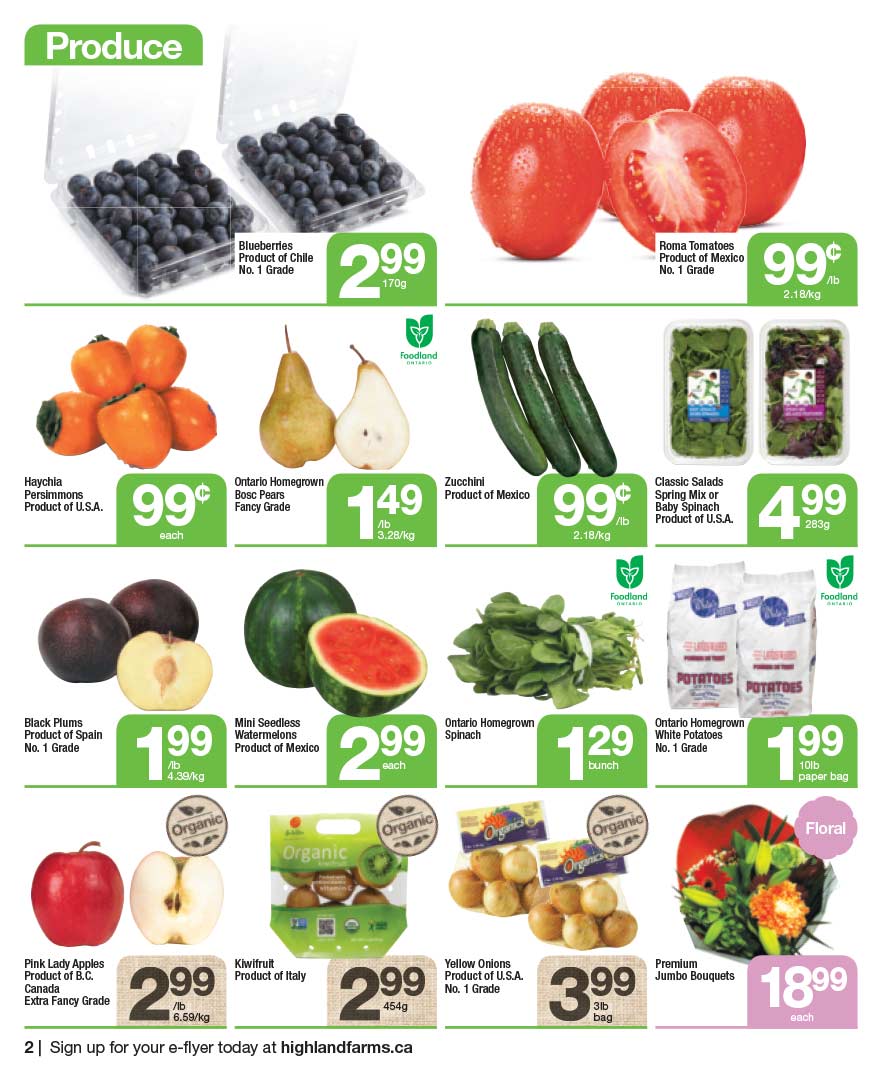 Produce
Blueberries
Product of Chile
No. 1 Grade
2.99
170g
Roma Tomatoes
Product of Mexico
No. 1 Grade
99¢
/lb
2.18/kg
Haychia
Persimmons
Product of U.S.A.
99¢
each
Foodland
ONTARIO
Ontario Homegrown
Bosc Pears
Fancy Grade
1.49
/lb
3.28/kg
Zucchini
Product of Mexico
99¢
/lb
2.18/kg
Classic Salads
Spring Mix or
Baby Spinach
Product of U.S.A.
4.99
283g
Black Plums
Product of Spain
No. 1 Grade
1.99
/lb
4.39/kg
Mini Seedless
Watermelons
Product of Mexico
2.99
each
Foodland
ONTARIO
Ontario Homegrown
Spinach
1.29
bunch
Foodland
ONTARIO
White's
POTATOES
White's
POTATOES
Ontario Homegrown
White Potatoes
No. 1 Grade
1.99
10lb
paper bag
Organic
Pink Lady Apples
Product of B.C.
Canada
Extra Fancy Grade
2.99
/lb
6.59/kg
Organic
Organic
vitamin C
Kiwifruit
Product of Italy
2.99
454g
Organic
Organics
Organics
Yellow Onions
Product of U.S.A.
No. 1 Grade
3.99
3lb
bag
Floral
Premium
Jumbo Bouquets
18.99
each
2 | Sign up for your e-flyer today at highlandfarms.ca